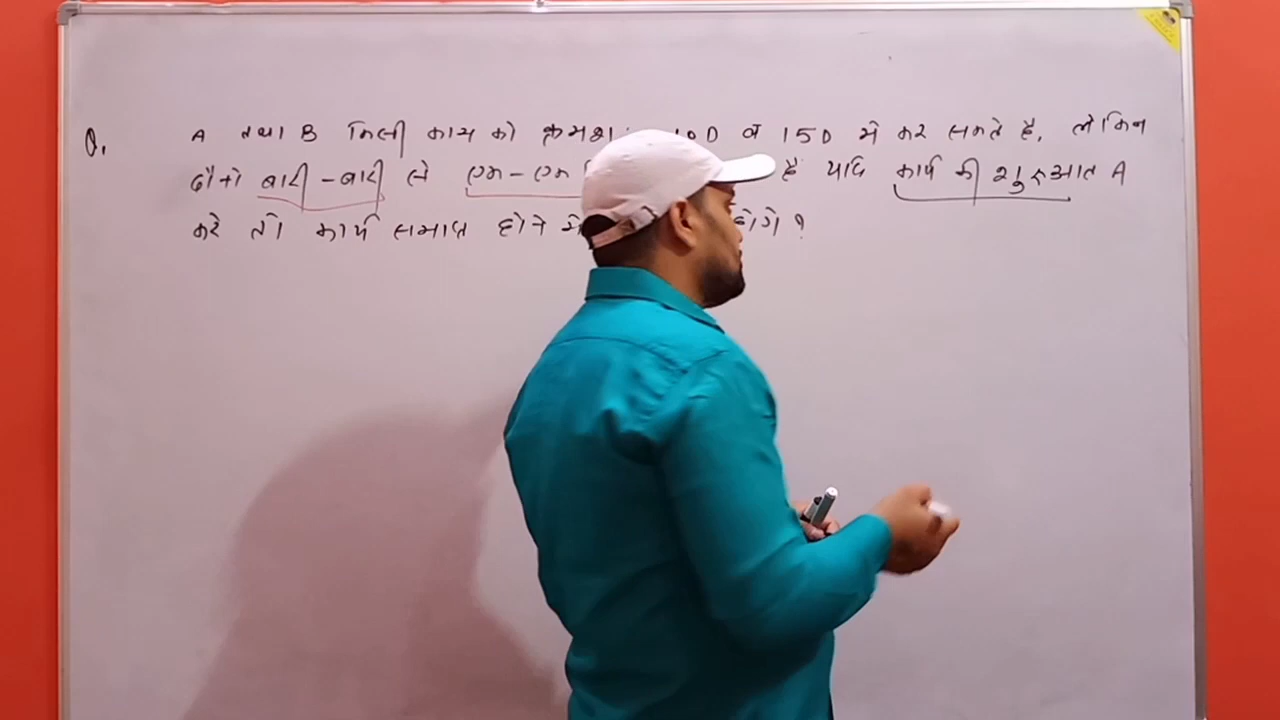 Q. A तथा B किसी कार्य को क्रमशः 10D व 15D में कर सकते है, लेकिन
दोनो बारी-बारी से एक-एक है यदि कार्य की शुरुआत A
करे तो कार्य समाप्त होने मे होगे ?